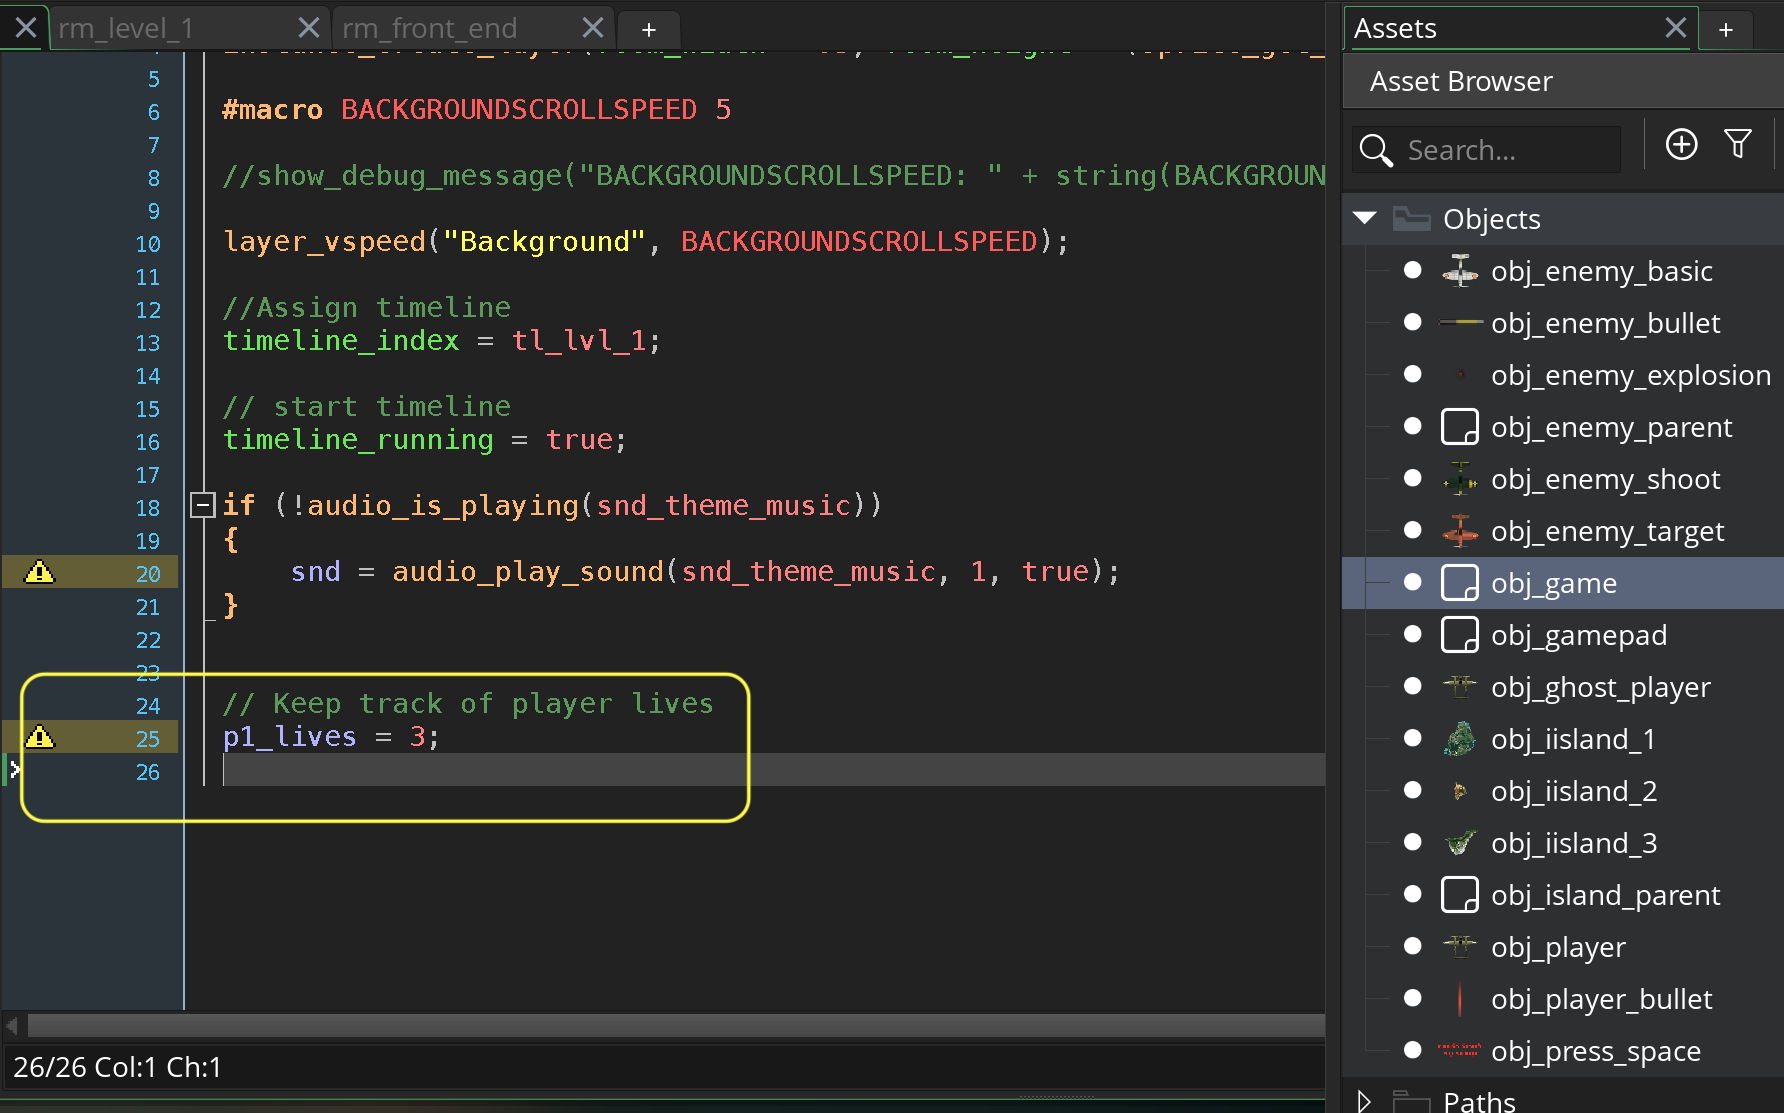 rm_level_1
rm_front_end
+
5
6 #macro BACKGROUNDSCROLLSPEED 5
7
8 //show_debug_message("BACKGROUNDSCROLLSPEED: " + string(BACKGROUN
9
10 layer_vspeed("Background", BACKGROUNDSCROLLSPEED);
11
12 //Assign timeline
13 timeline_index = tl_lvl_1;
14
15 // start timeline
16 timeline_running = true;
17
18 if (!audio_is_playing(snd_theme_music))
19 {
20 snd = audio_play_sound(snd_theme_music, 1, true);
21 }
22
23
24 // Keep track of player lives
25 p1_lives = 3;
26
26/26 Col:1 Ch:1
Assets
+
Asset Browser
Search...
Objects
obj_enemy_basic
obj_enemy_bullet
obj_enemy_explosion
obj_enemy_parent
obj_enemy_shoot
obj_enemy_target
obj_game
obj_gamepad
obj_ghost_player
obj_iisland_1
obj_iisland_2
obj_iisland_3
obj_island_parent
obj_player
obj_player_bullet
obj_press_space
Paths